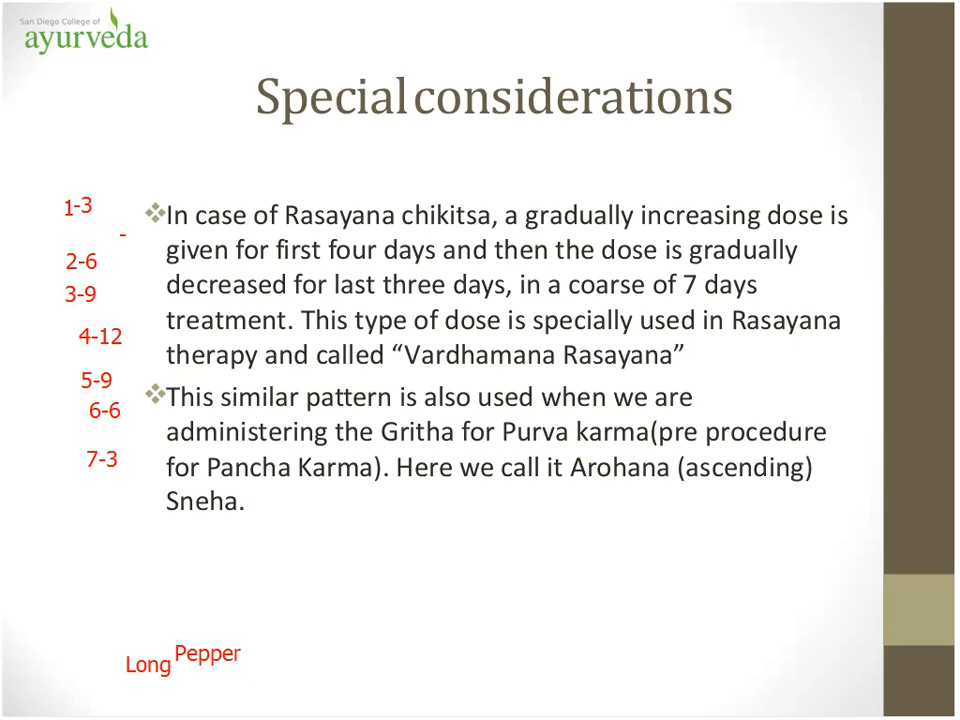 San Diego College of
ayurveda
Special considerations
1-3
-
2-6
3-9
4-12
5-9
6-6
7-3
In case of Rasayana chikitsa, a gradually increasing dose is
given for first four days and then the dose is gradually
decreased for last three days, in a coarse of 7 days
treatment. This type of dose is specially used in Rasayana
therapy and called “Vardhamana Rasayana”
This similar pattern is also used when we are
administering the Gritha for Purva karma(pre procedure
for Pancha Karma). Here we call it Arohana (ascending)
Sneha.
Long Pepper